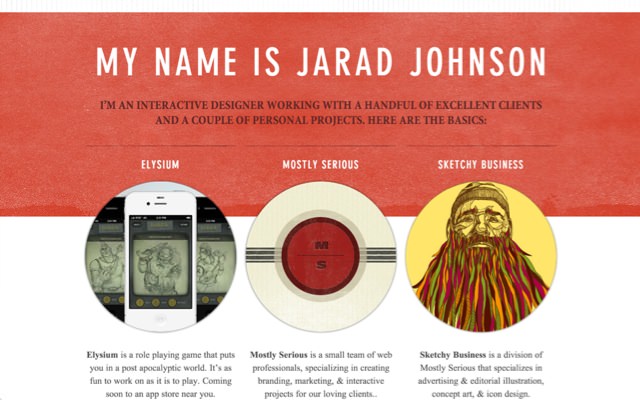 MY NAME IS JARAD JOHNSON
I'M AN INTERACTIVE DESIGNER WORKING WITH A HANDFUL OF EXCELLENT CLIENTS
AND A COUPLE OF PERSONAL PROJECTS. HERE ARE THE BASICS:
ELYSIUM
MOSTLY SERIOUS
SKETCHY BUSINESS
M
S
Elysium is a role playing game that puts
you in a post apocalyptic world. It's as
fun to work on as it is to play. Coming
soon to an app store near you.
Mostly Serious is a small team of web
professionals, specializing in creating
branding, marketing, & interactive
projects for our loving clients..
Sketchy Business is a division of
Mostly Serious that specializes in
advertising & editorial illustration,
concept art, & icon design.